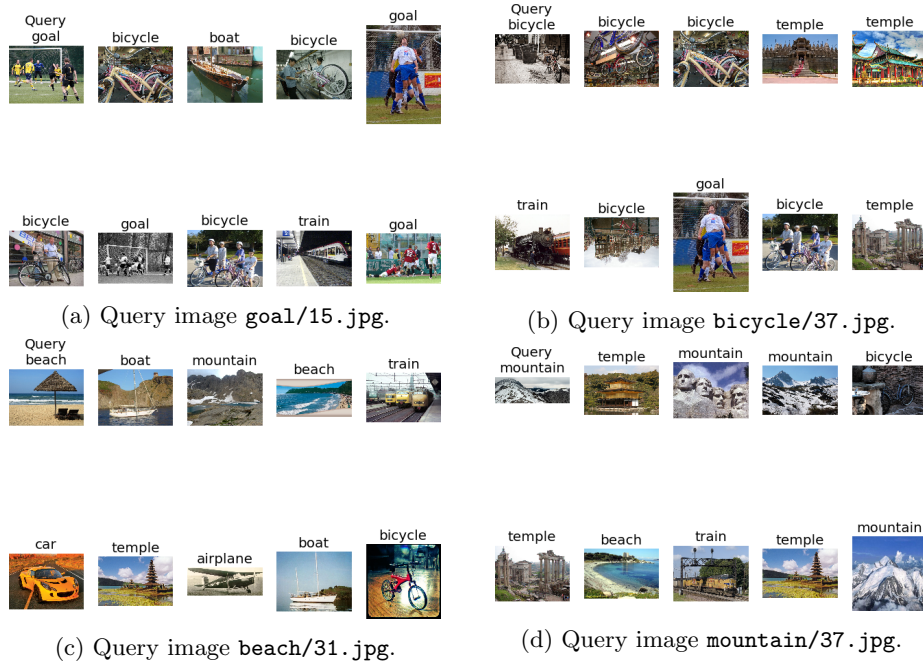 Query
goal
bicycle
boat
bicycle
goal
bicycle
goal
bicycle
train
goal
(a) Query image goal/15.jpg.
Query
bicycle
bicycle
bicycle
temple
temple
train
bicycle
goal
bicycle
temple
(b) Query image bicycle/37.jpg.
Query
beach
boat
mountain
beach
train
car
temple
airplane
boat
bicycle
(c) Query image beach/31.jpg.
Query
mountain
temple
mountain
mountain
bicycle
temple
beach
train
temple
mountain
(d) Query image mountain/37.jpg.